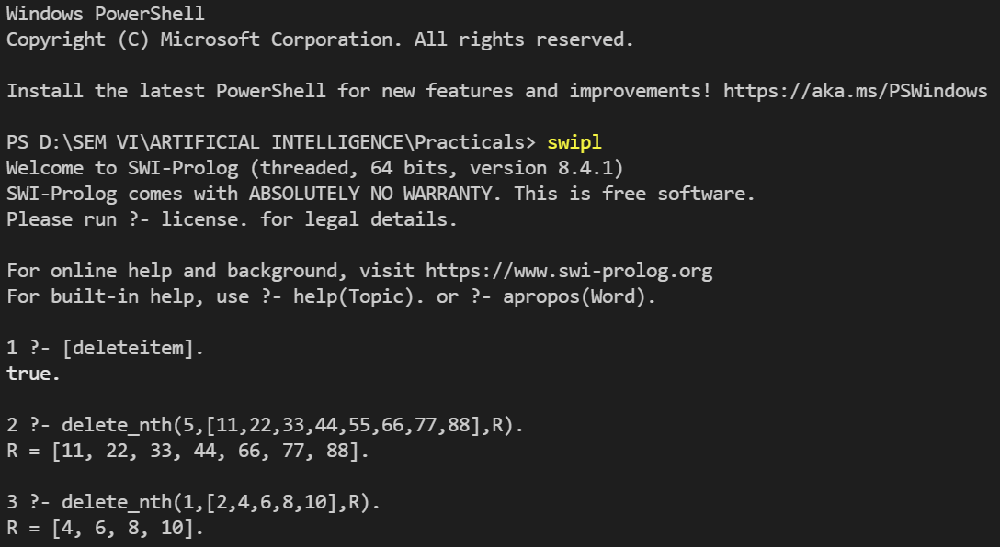 Windows PowerShell
Copyright (C) Microsoft Corporation. All rights reserved.
Install the latest PowerShell for new features and improvements! https://aka.ms/PSWindows
PS D:\SEM VI\ARTIFICIAL INTELLIGENCE\Practicals> swipl
Welcome to SWI-Prolog (threaded, 64 bits, version 8.4.1)
SWI-Prolog comes with ABSOLUTELY NO WARRANTY. This is free software.
Please run ?- license. for legal details.
For online help and background, visit https://www.swi-prolog.org
For built-in help, use ?- help(Topic). or ?- apropos(Word).
1 ?- [deleteitem].
true.
2 ?- delete_nth(5,[11,22,33,44,55,66,77,88],R).
R = [11, 22, 33, 44, 66, 77, 88].
3 ?- delete_nth(1,[2,4,6,8,10],R).
R = [4, 6, 8, 10].